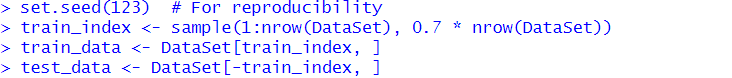 > set.seed(123)  # For reproducibility
> train_index <- sample(1:nrow(DataSet), 0.7 * nrow(DataSet))
> train_data <- DataSet[train_index, ]
> test_data <- DataSet[-train_index, ]